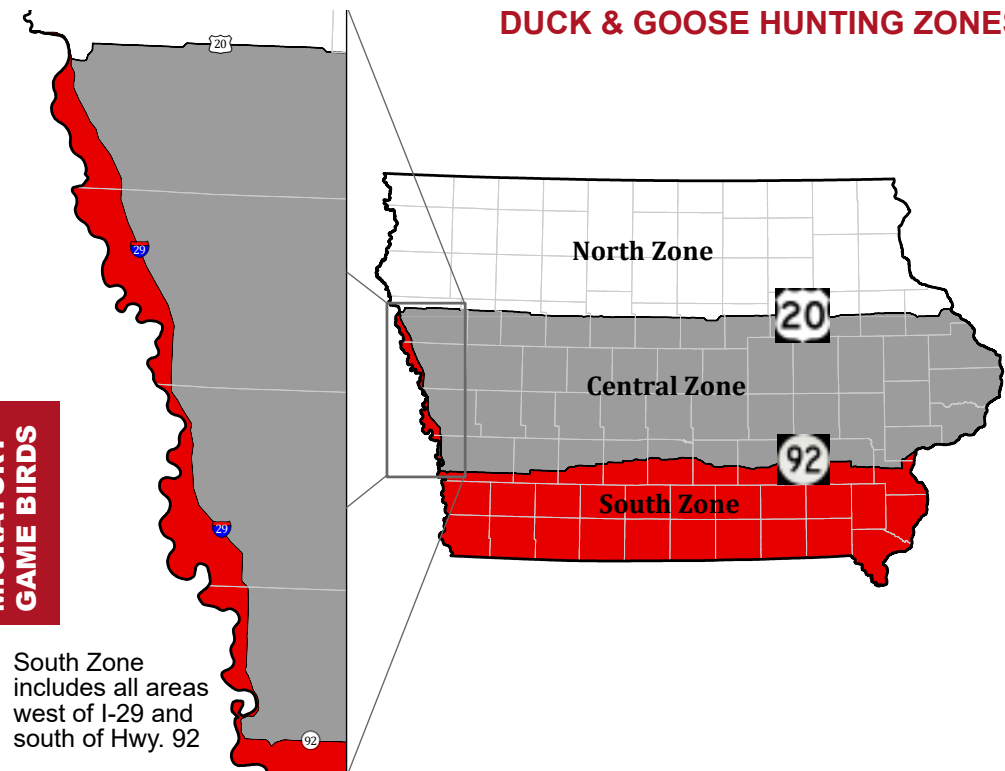 DUCK & GOOSE HUNTING ZONES
20
29
North Zone
20
Central Zone
92
South Zone
29
GAME BIRDS
South Zone
includes all areas
west of I-29 and
south of Hwy. 92
92